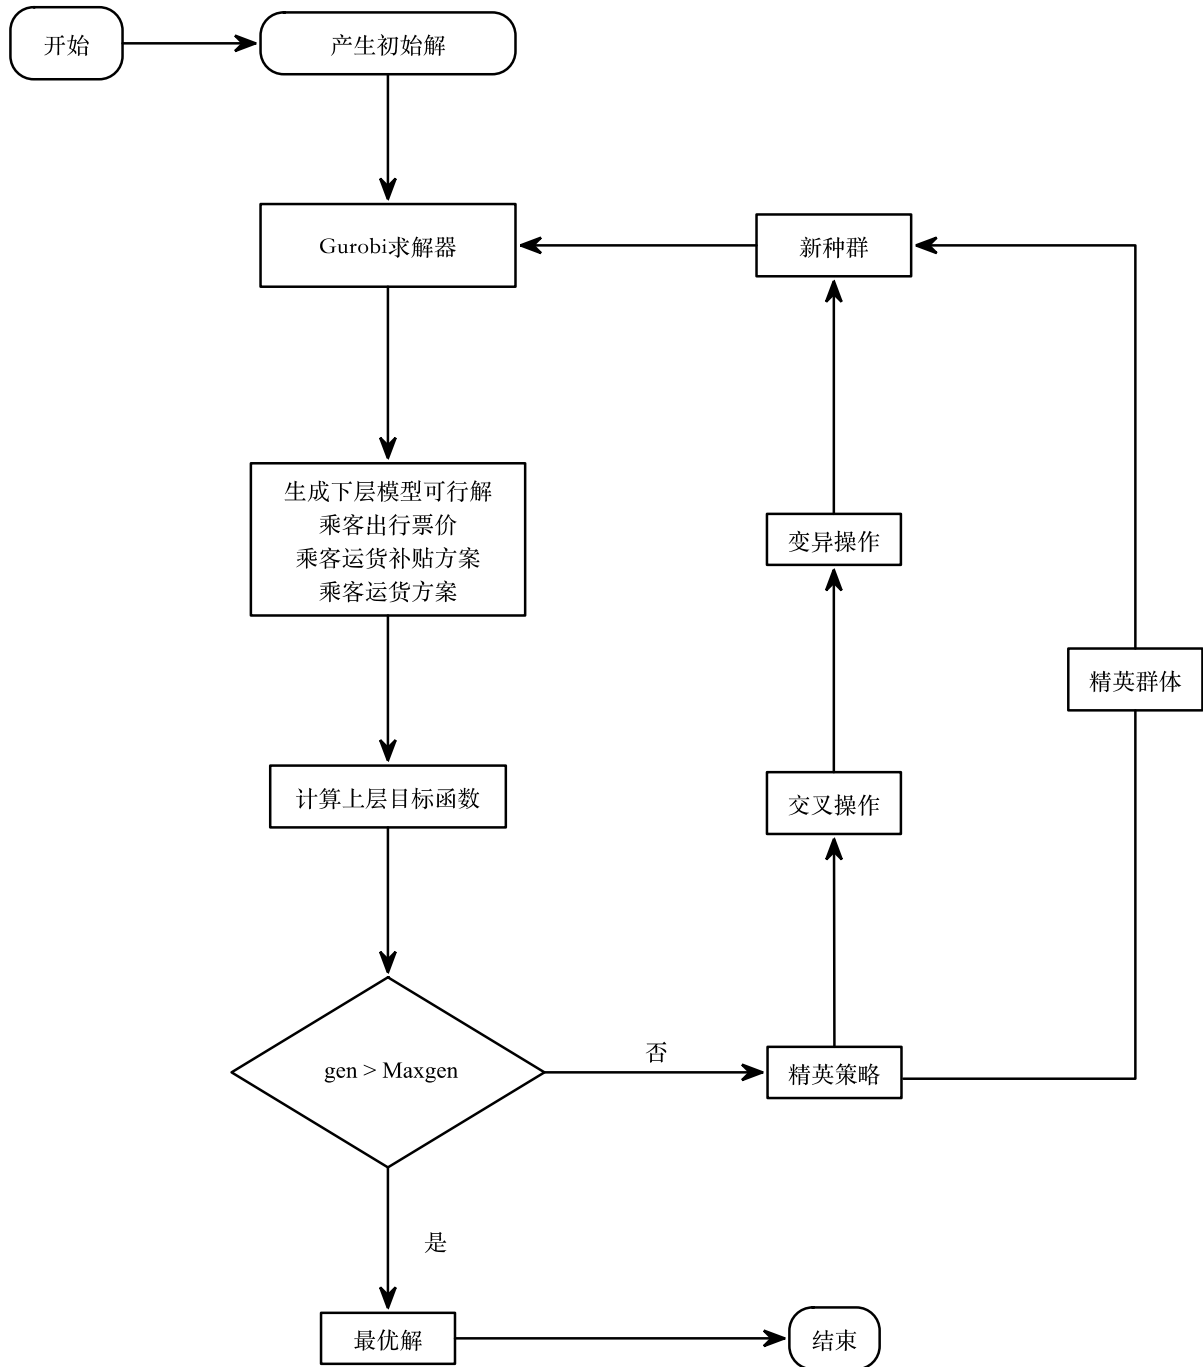 开始
产生初始解
Gurobi求解器
新种群
生成下层模型可行解
乘客出行票价
乘客运货补贴方案
乘客运货方案
变异操作
精英群体
计算上层目标函数
交叉操作
gen > Maxgen
否
精英策略
是
最优解
结束